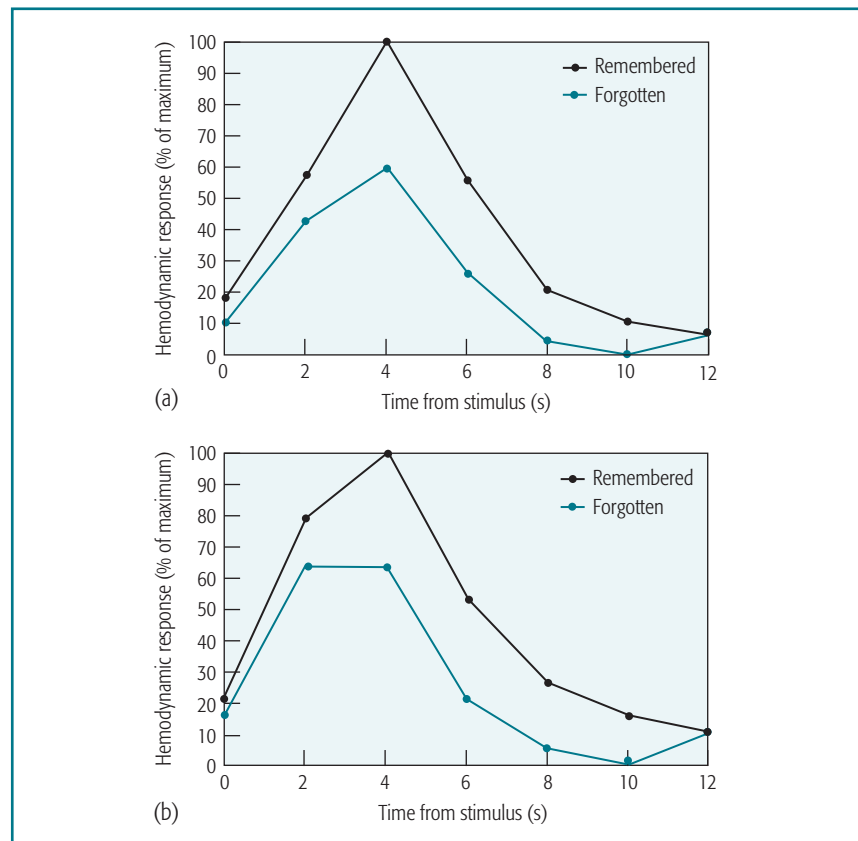 100
90
80
70
60
50
40
30
20
10
0
Hemodynamic response (% of maximum)
Remembered
Forgotten
0 2 4 6 8 10 12
Time from stimulus (s)
(a)
100
90
80
70
60
50
40
30
20
10
0
Hemodynamic response (% of maximum)
Remembered
Forgotten
0 2 4 6 8 10 12
Time from stimulus (s)
(b)